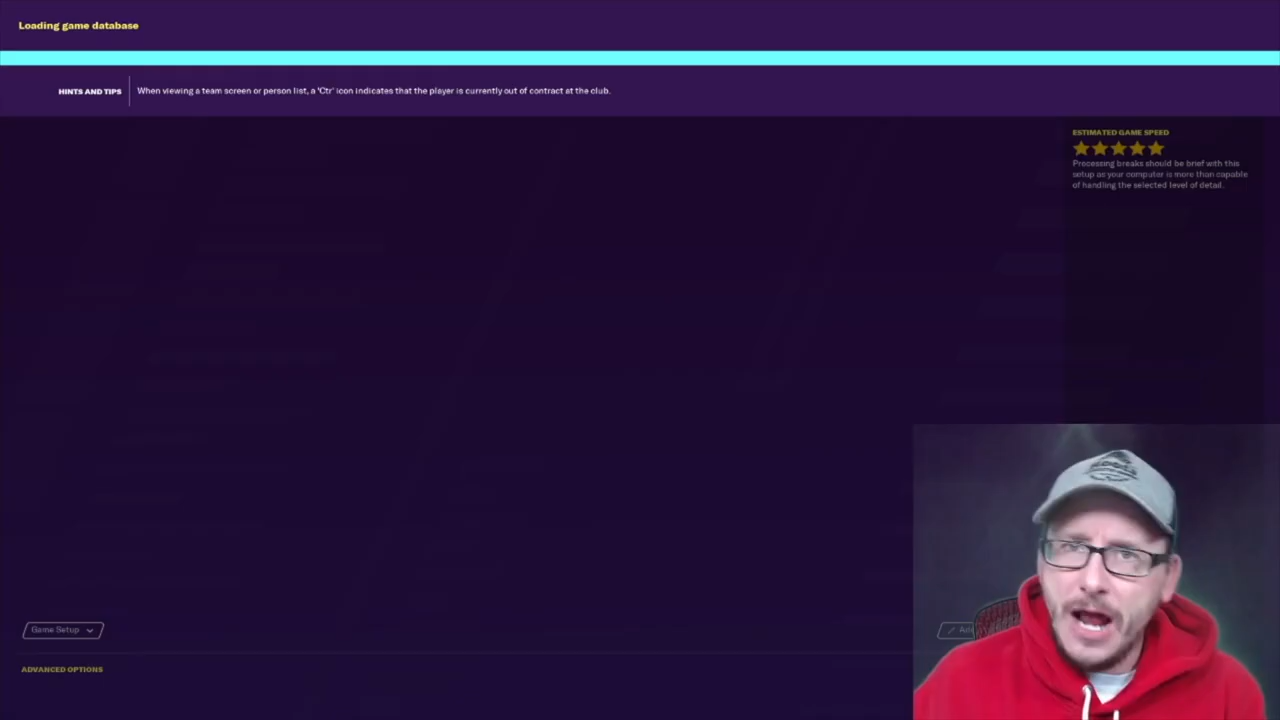 Loading game database
HINTS AND TIPS
When viewing a team screen or person list, a 'Ctr' icon indicates that the player is currently out of contract at the club.
ESTIMATED GAME SPEED
Processing breaks should be brief with this
setup as your computer is more than capable
of handling the selected level of detail.
Game Setup
ADVANCED OPTIONS